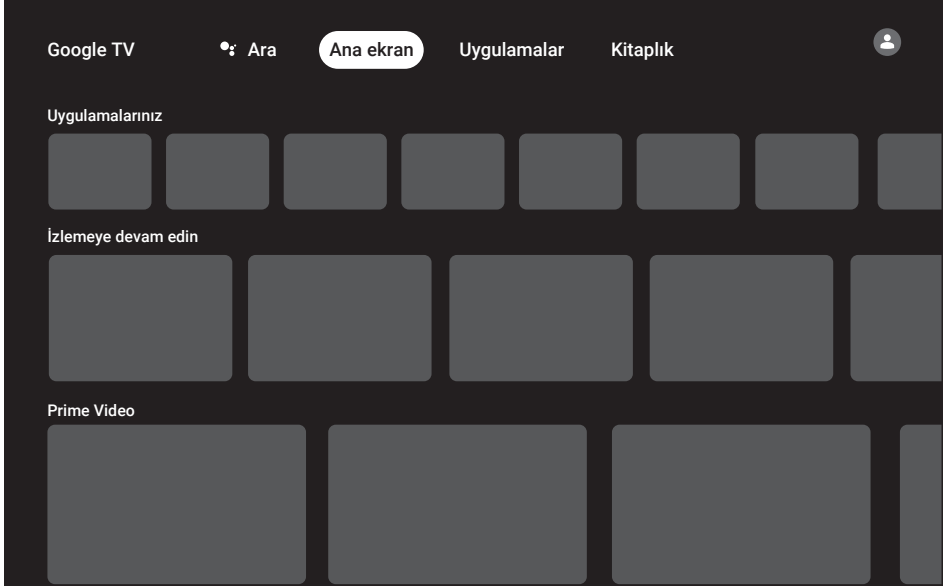 Google TV
Ara
Ana ekran
Uygulamalar
Kitaplık
Uygulamalarınız
İzlemeye devam edin
Prime Video